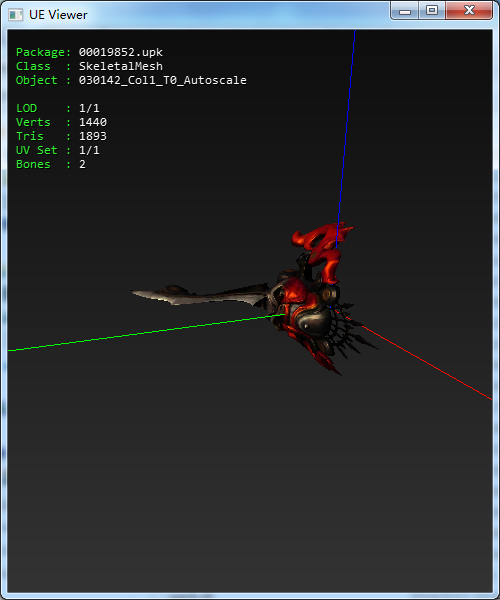 UE Viewer
Package: 00019852.upk
Class : SkeletalMesh
Object : 030142_Col1_T0_Autoscale
LOD : 1/1
Verts : 1440
Tris : 1893
UV Set : 1/1
Bones : 2